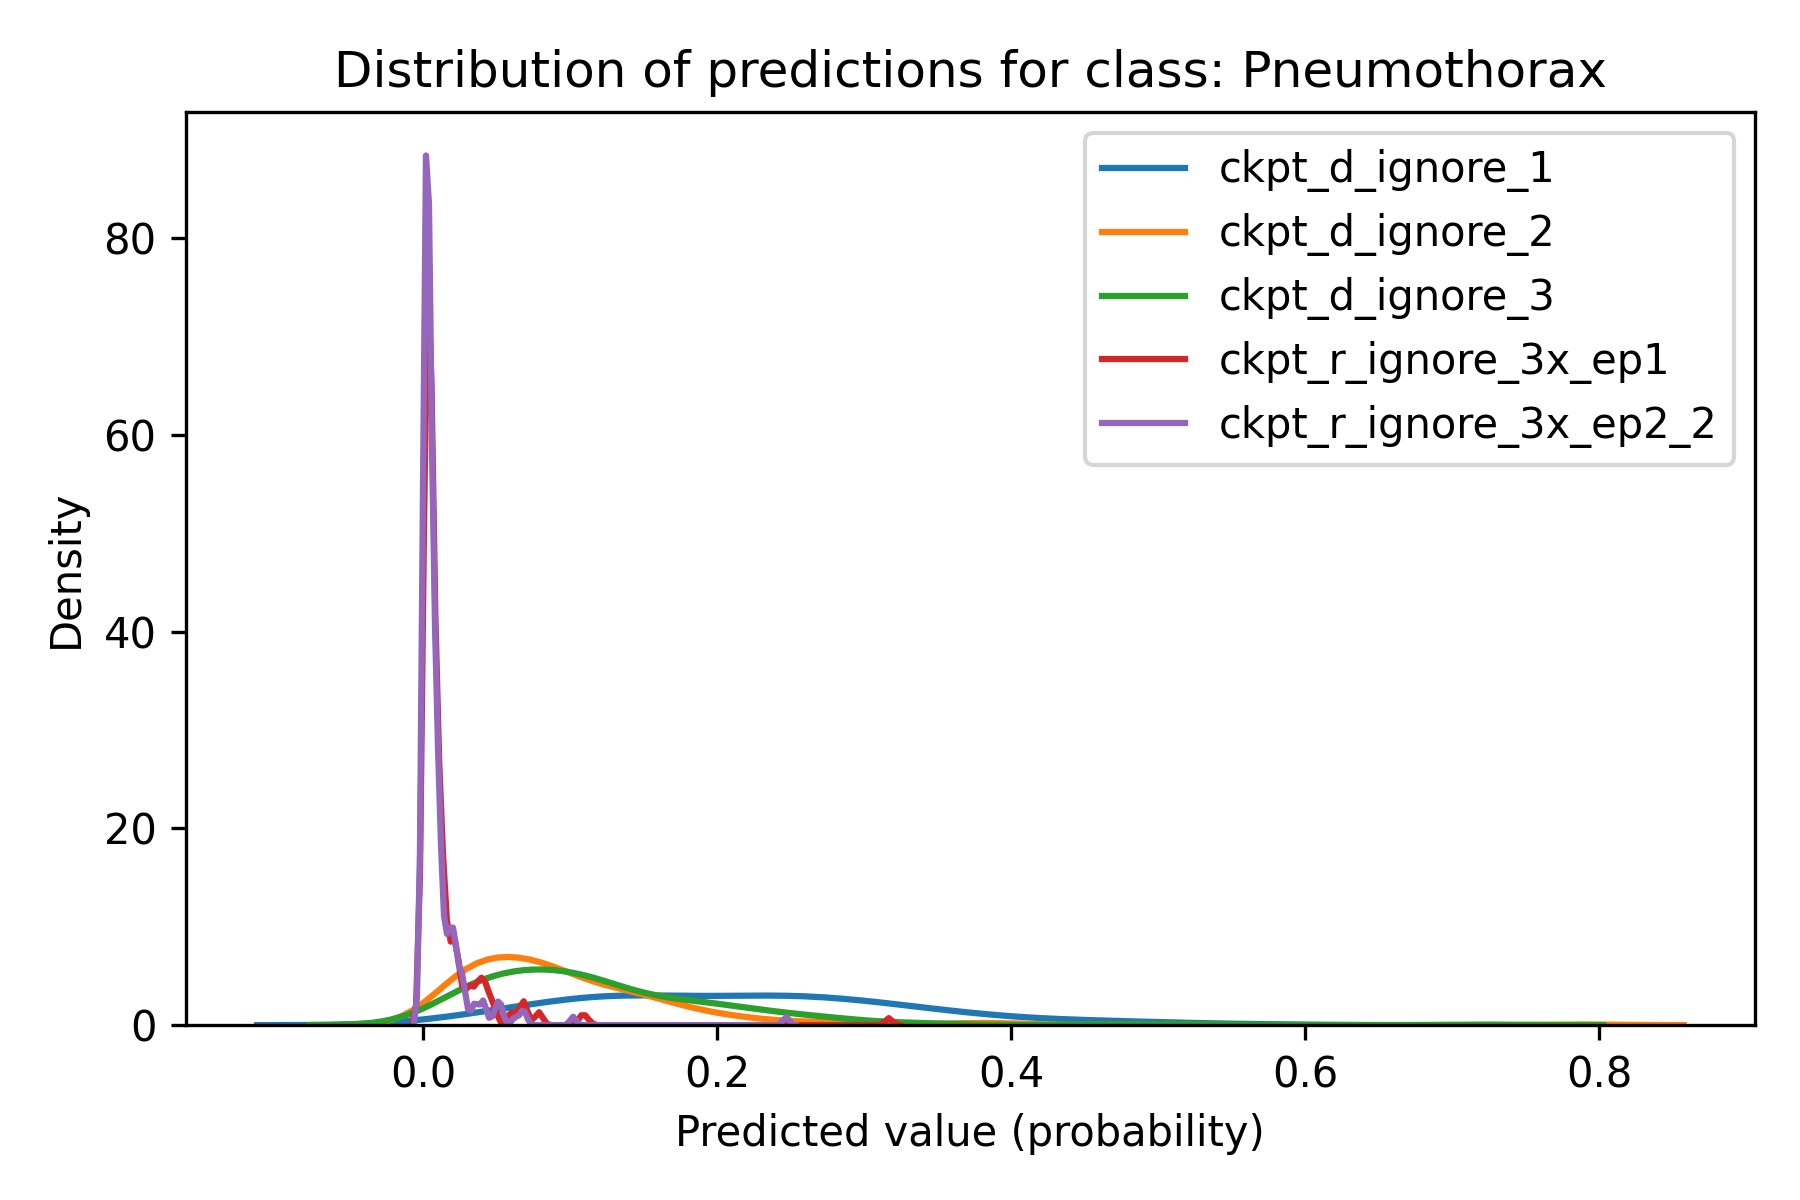 Distribution of predictions for class: Pneumothorax
ckpt_d_ignore_1
ckpt_d_ignore_2
ckpt_d_ignore_3
ckpt_r_ignore_3x_ep1
ckpt_r_ignore_3x_ep2_2
Density
80
60
40
20
0
0.0 0.2 0.4 0.6 0.8
Predicted value (probability)